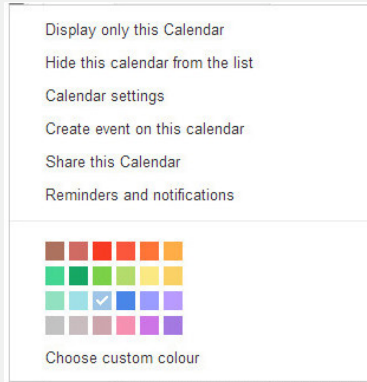 Display only this Calendar
Hide this calendar from the list
Calendar settings
Create event on this calendar
Share this Calendar
Reminders and notifications
Choose custom colour